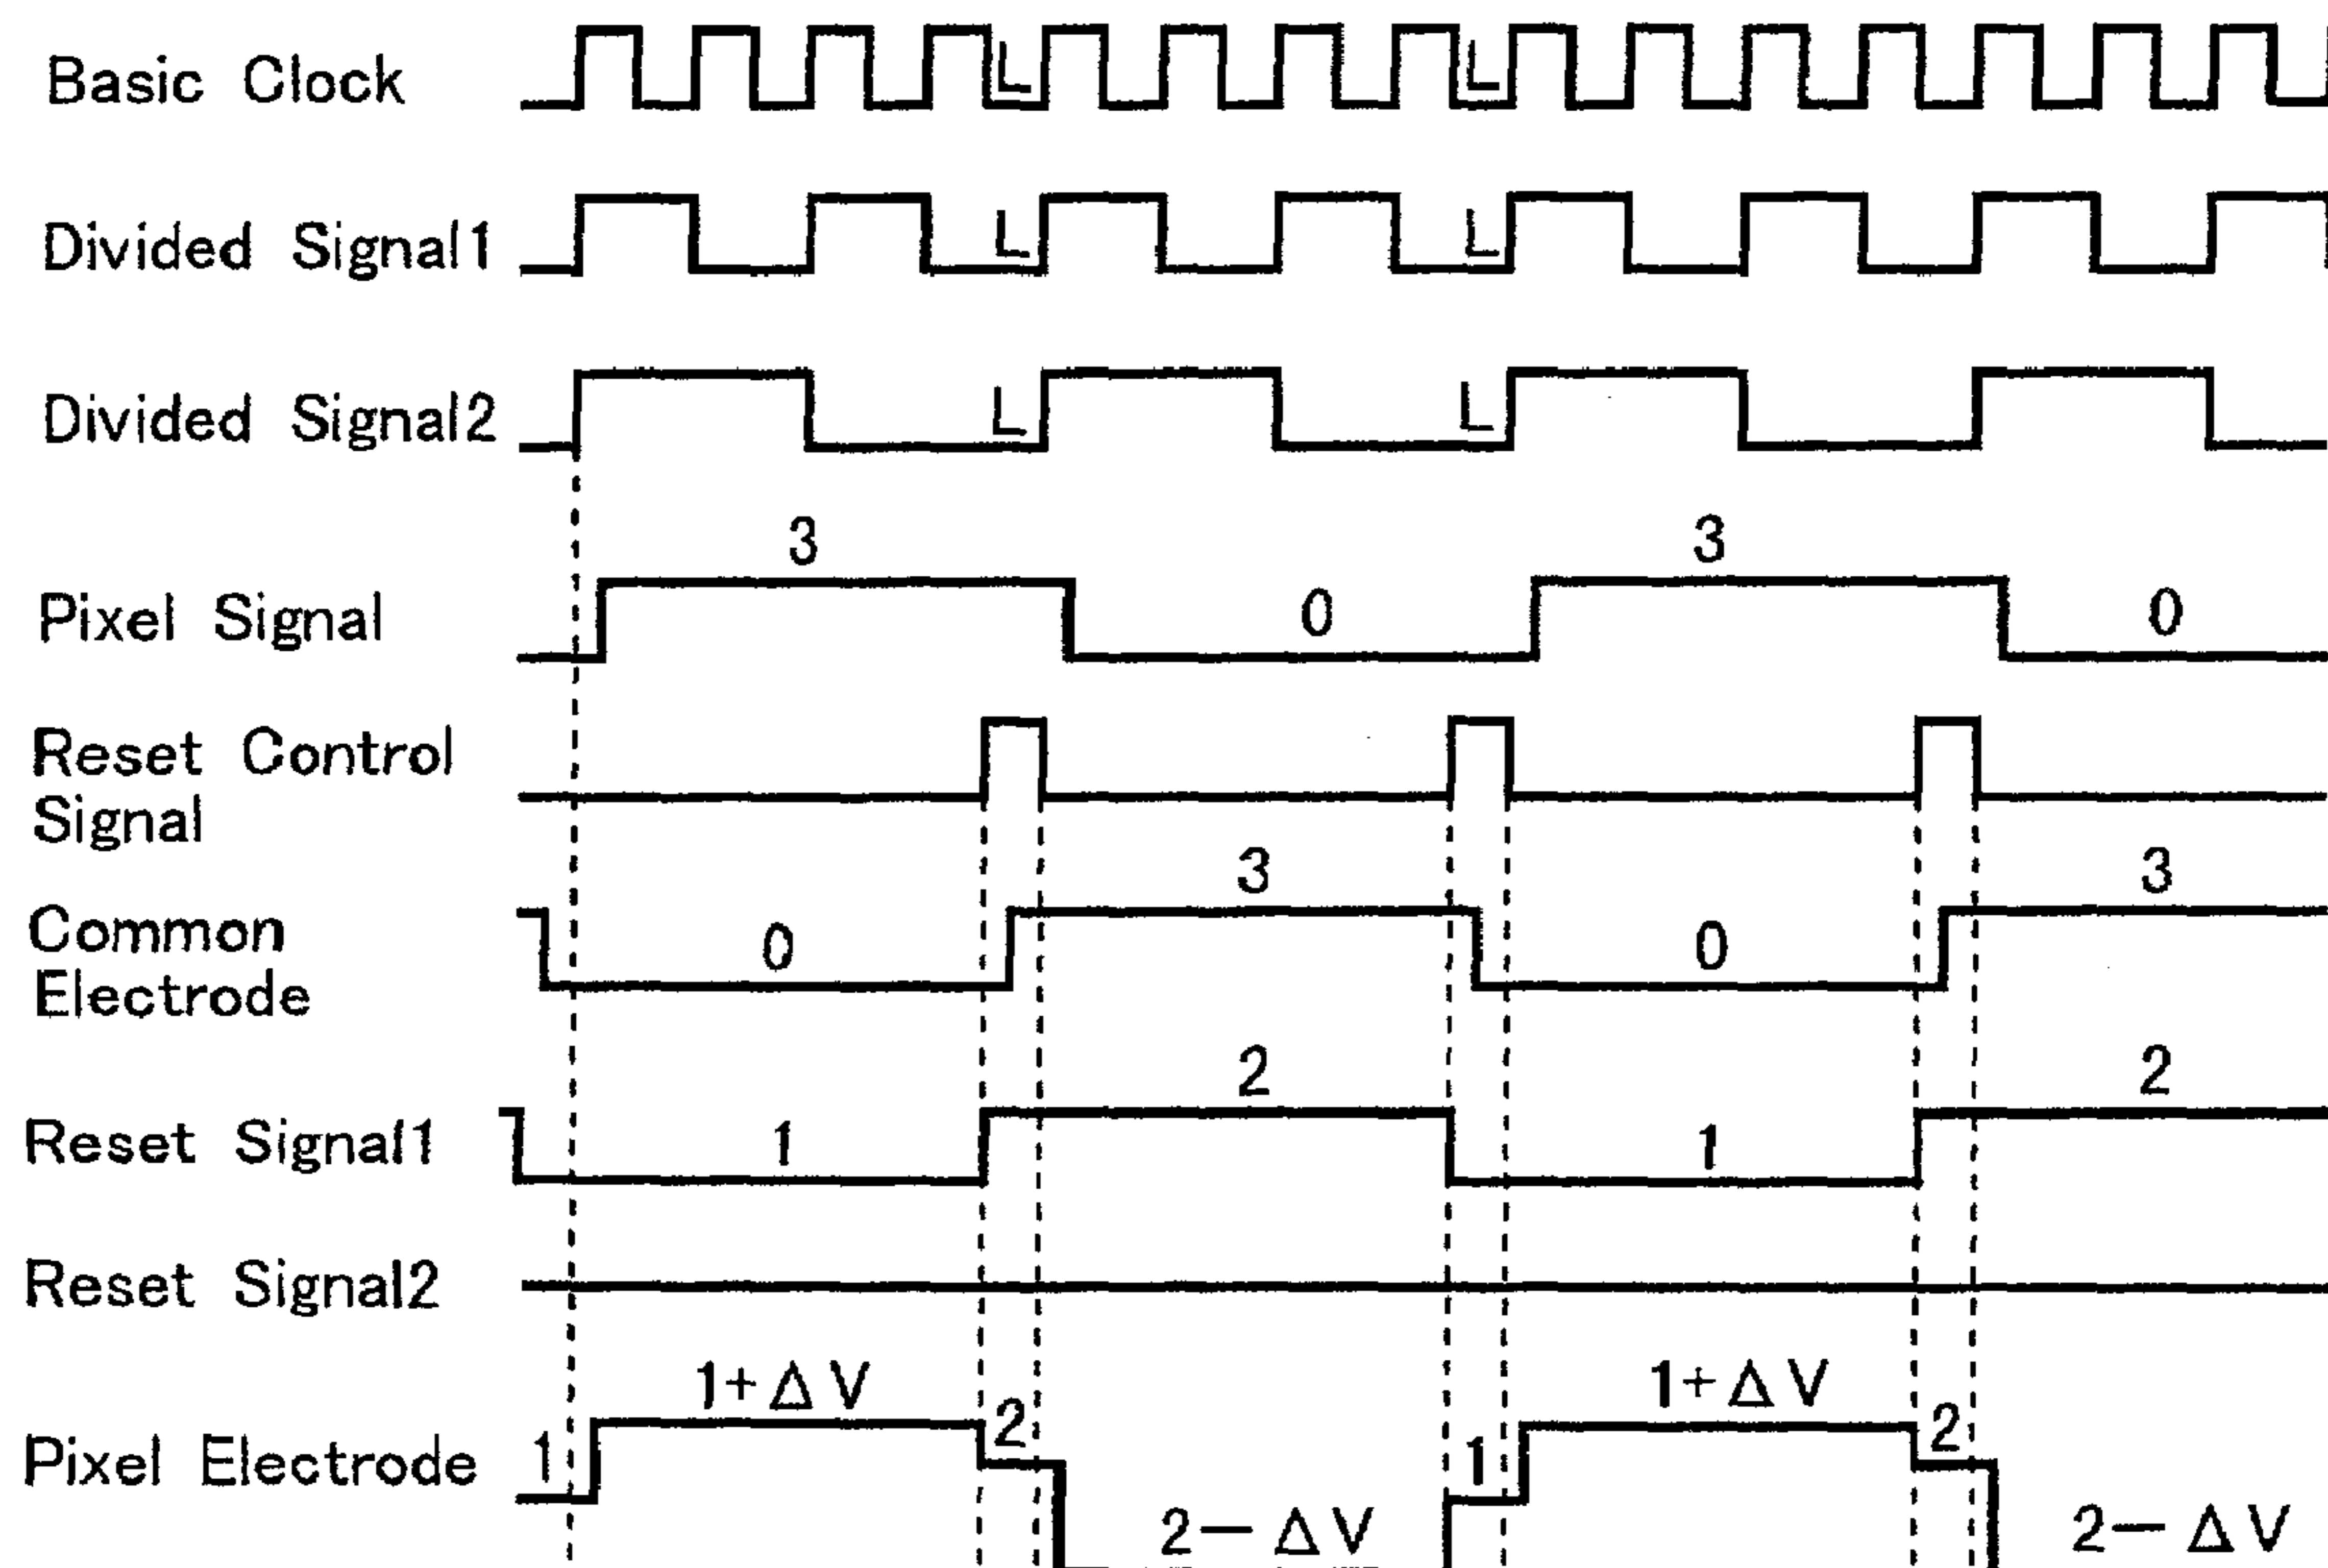 Basic Clock
L L
Divided Signal1
L L
Divided Signal2
L L
3 3
Pixel Signal
0 0
Reset Control
Signal
3 3
Common
Electrode
0 0
2 2
Reset Signal1
1 1
Reset Signal2
1+ΔV 1+ΔV
Pixel Electrode
1 2 1 2
2−ΔV 2−ΔV